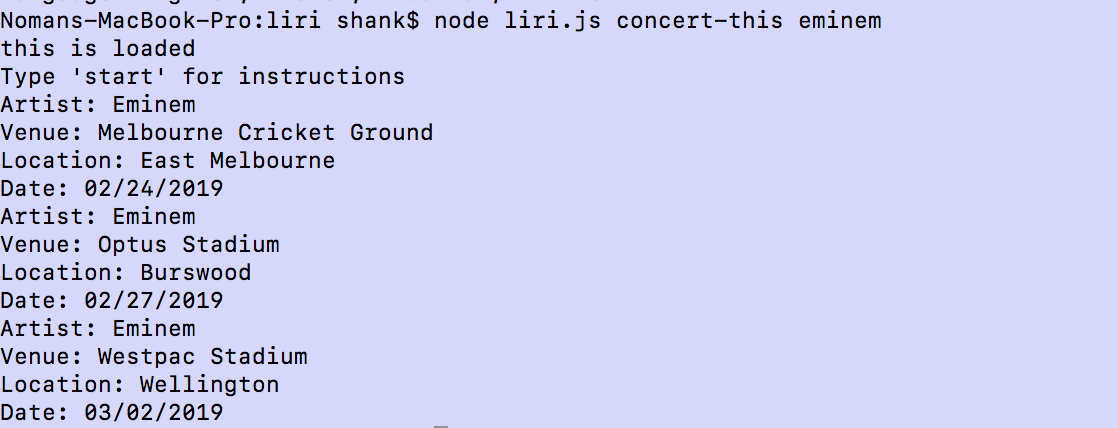 Nomans-MacBook-Pro:liri shank$ node liri.js concert-this eminem
this is loaded
Type 'start' for instructions
Artist: Eminem
Venue: Melbourne Cricket Ground
Location: East Melbourne
Date: 02/24/2019
Artist: Eminem
Venue: Optus Stadium
Location: Burswood
Date: 02/27/2019
Artist: Eminem
Venue: Westpac Stadium
Location: Wellington
Date: 03/02/2019